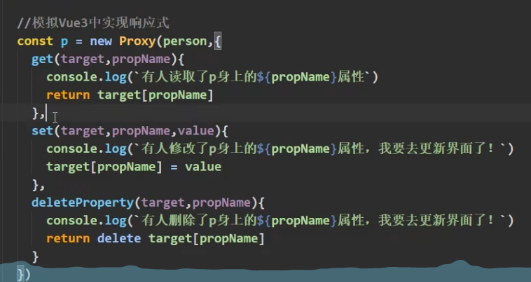 //模拟Vue3中实现响应式
const p = new Proxy(person,{
get(target,propName){
console.log(`有人读取了p身上的${propName}属性`)
return target[propName]
},
set(target,propName,value){
console.log(`有人修改了p身上的${propName}属性，我要去更新界面了！`)
target[propName] = value
},
deleteProperty(target,propName){
console.log(`有人删除了p身上的${propName}属性，我要去更新界面了！`)
return delete target[propName]
}
})